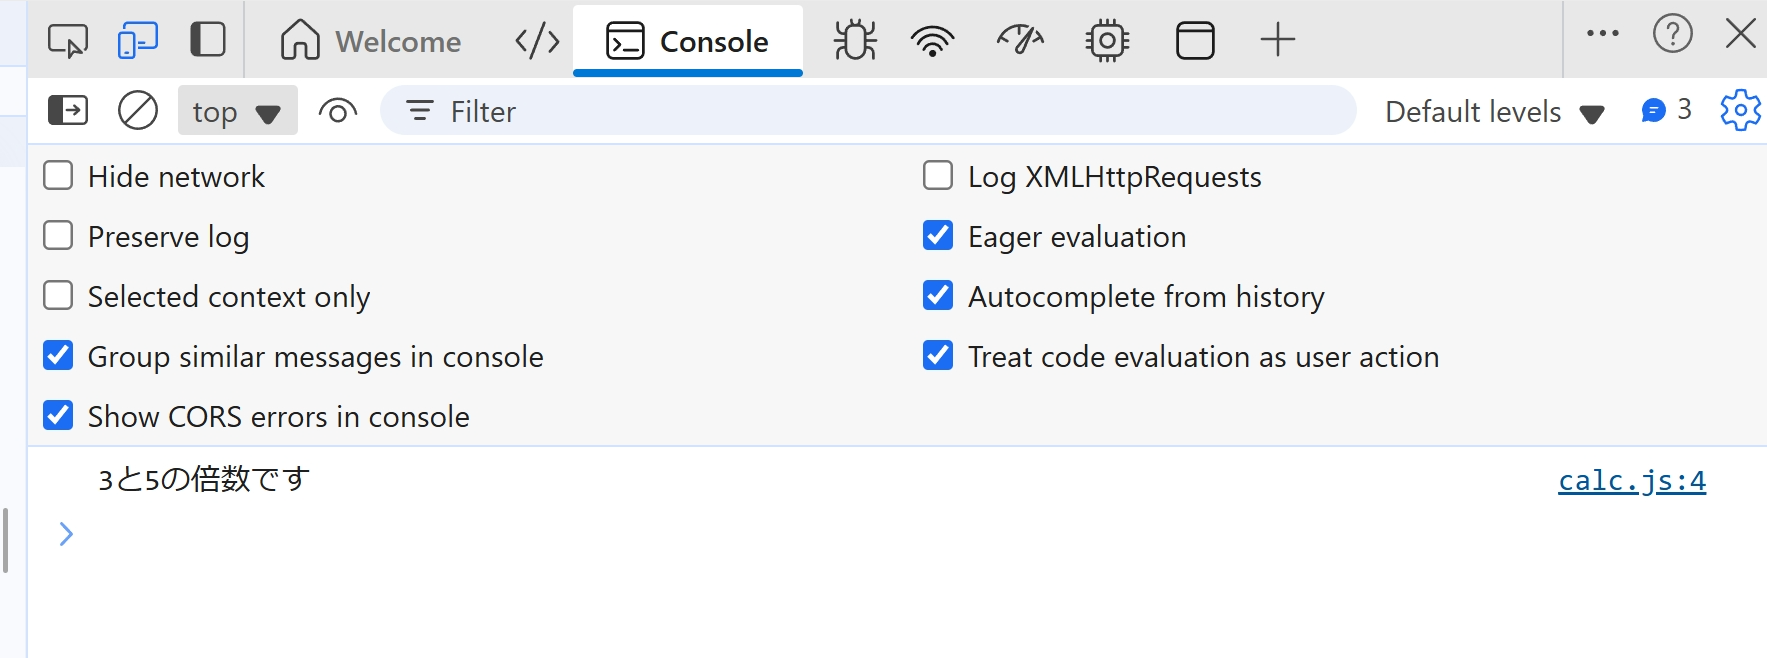 Welcome
Console
top
Filter
Default levels
3
Hide network
Log XMLHttpRequests
Preserve log
Eager evaluation
Selected context only
Autocomplete from history
Group similar messages in console
Treat code evaluation as user action
Show CORS errors in console
3と5の倍数です
calc.js:4